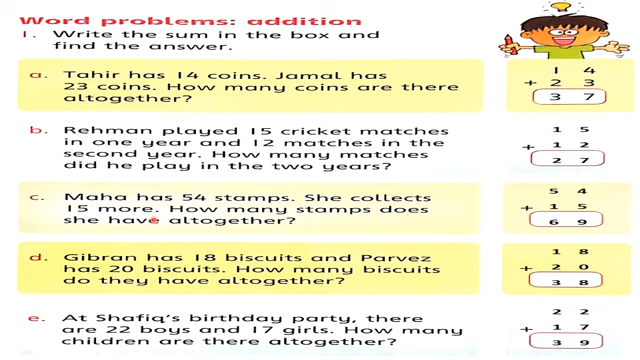 Word problems: addition
1. Write the sum in the box and
find the answer.
a. Tahir has 14 coins. Jamal has
23 coins. How many coins are there
altogether?
1 4
+ 2 3
3 7
b. Rehman played 15 cricket matches
in one year and 12 matches in the
second year. How many matches
did he play in the two years?
1 5
+ 1 2
2 7
c. Maha has 54 stamps. She collects
15 more. How many stamps does
she have altogether?
5 4
+ 1 5
6 9
d. Gibran has 18 biscuits and Parvez
has 20 biscuits. How many biscuits
do they have altogether?
1 8
+ 2 0
3 8
e. At Shafiq's birthday party, there
are 22 boys and 17 girls. How many
children are there altogether?
2 2
+ 1 7
3 9